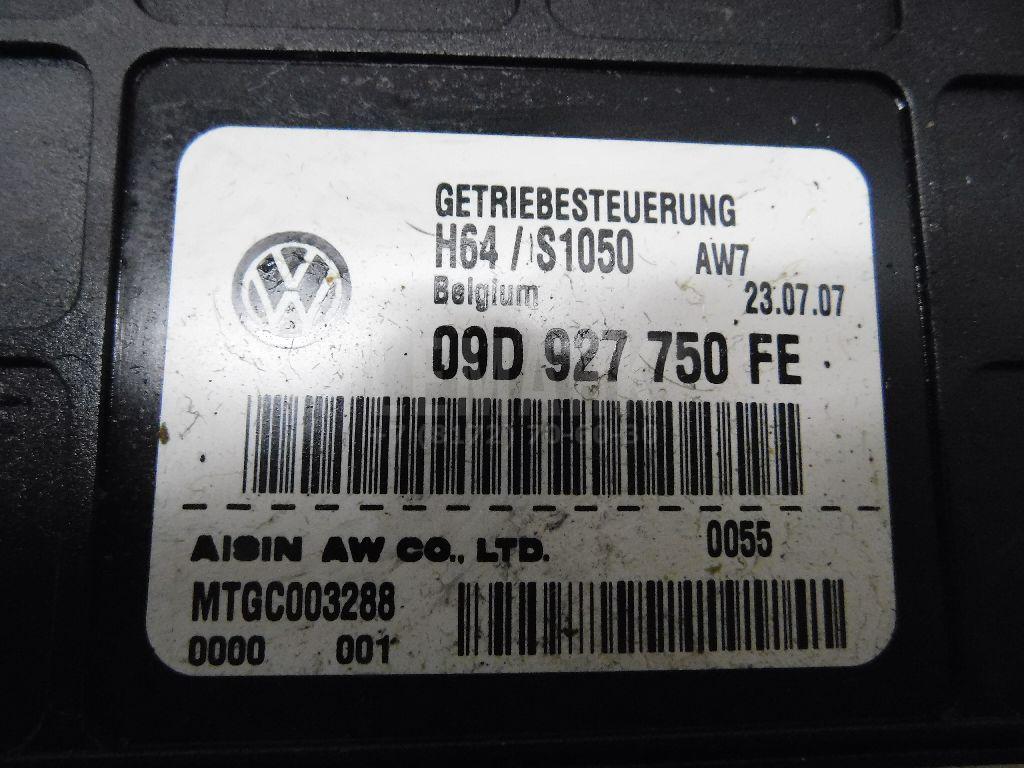 GETRIEBESTEUERUNG
H64 / S1050 AW7
Belgium 23.07.07
09D 927 750 FE
AISIN AW CO., LTD. 0055
MTGC003288
0000 001